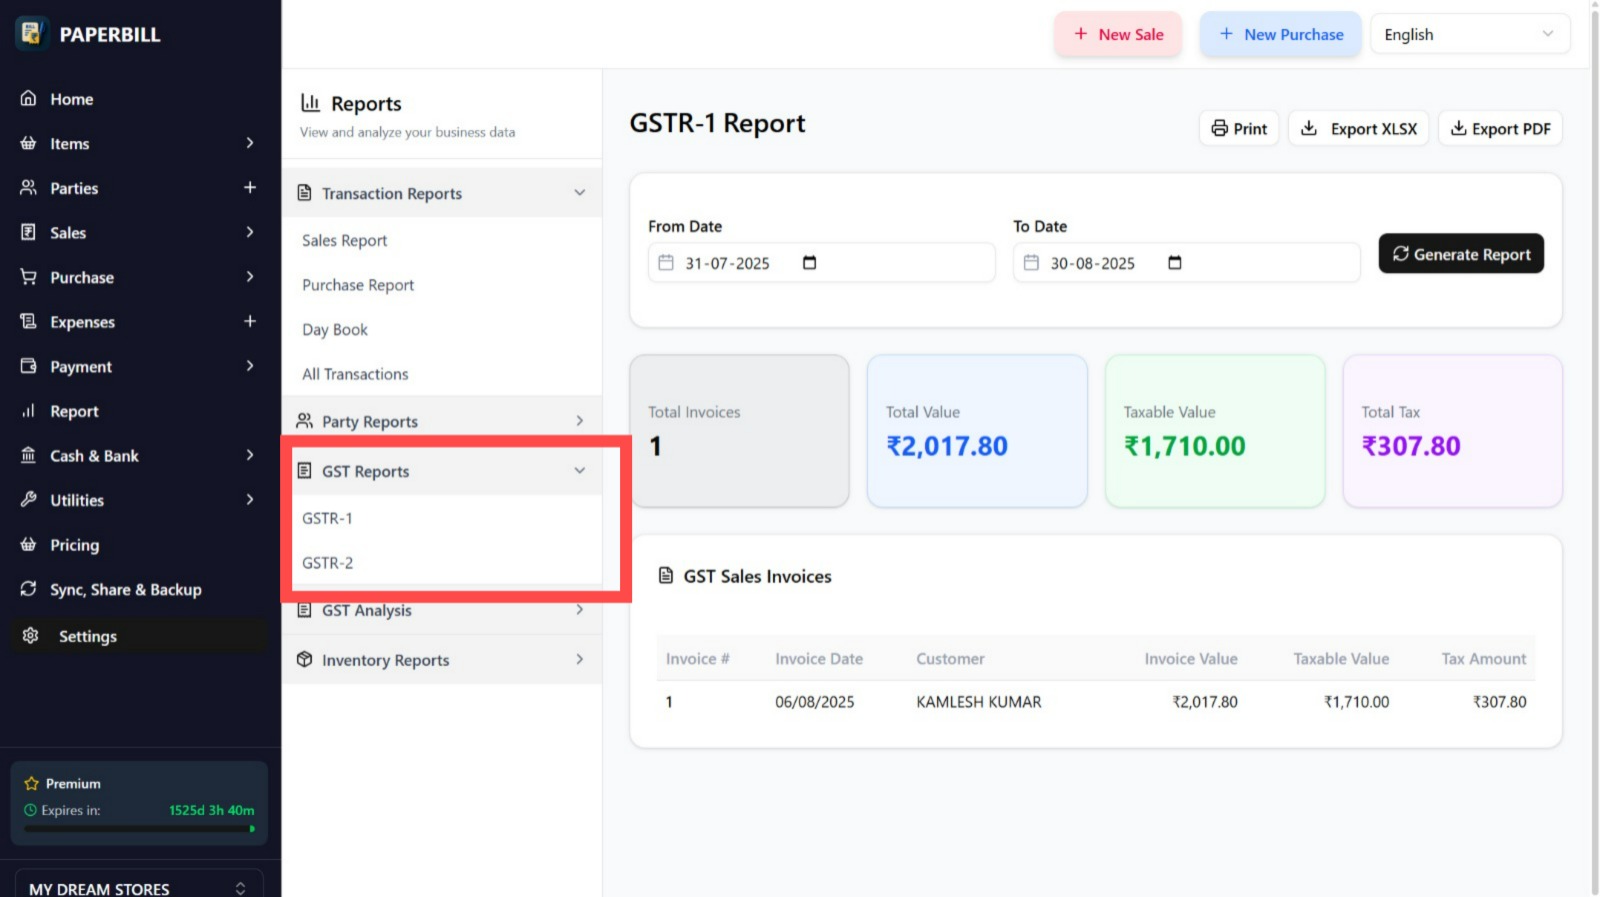 PAPERBILL
Home
Items
Parties
Sales
Purchase
Expenses
Payment
Report
Cash & Bank
Utilities
Pricing
Sync, Share & Backup
Settings
Premium
Expires in: 1525d 3h 40m
MY DREAM STORES
+ New Sale
+ New Purchase
English
Reports
View and analyze your business data
Transaction Reports
Sales Report
Purchase Report
Day Book
All Transactions
Party Reports
GST Reports
GSTR-1
GSTR-2
GST Analysis
Inventory Reports
GSTR-1 Report
Print
Export XLSX
Export PDF
From Date
31-07-2025
To Date
30-08-2025
Generate Report
Total Invoices
1
Total Value
₹2,017.80
Taxable Value
₹1,710.00
Total Tax
₹307.80
GST Sales Invoices
Invoice # Invoice Date Customer Invoice Value Taxable Value Tax Amount
1 06/08/2025 KAMLESH KUMAR ₹2,017.80 ₹1,710.00 ₹307.80